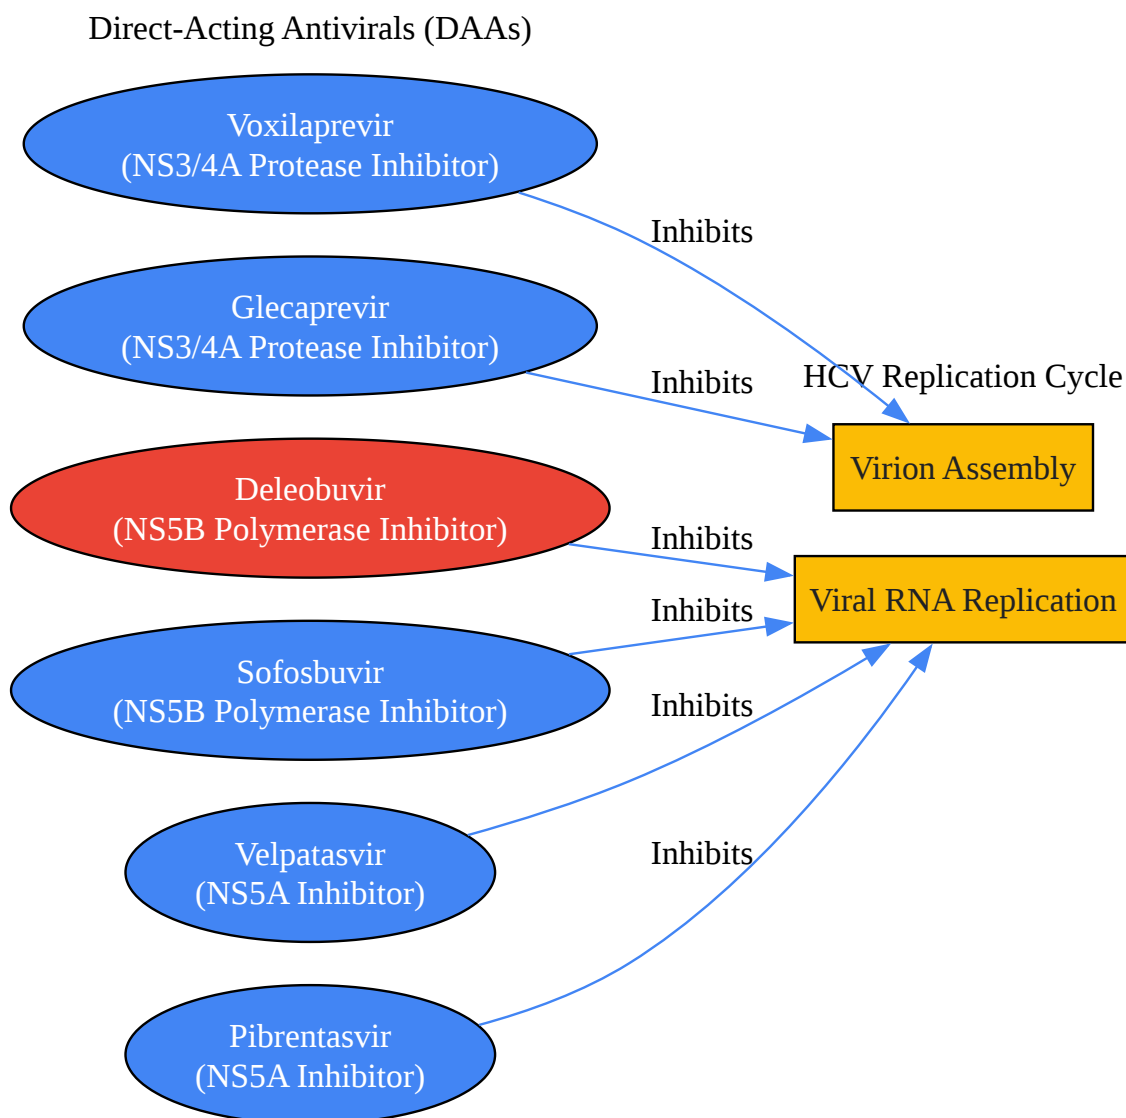 Direct-Acting Antivirals (DAAs)
Voxilaprevir
(NS3/4A Protease Inhibitor)
Inhibits
Glecaprevir
(NS3/4A Protease Inhibitor)
Inhibits
HCV Replication Cycle
Virion Assembly
Deleobuvir
(NS5B Polymerase Inhibitor)
Inhibits
Viral RNA Replication
Inhibits
Sofosbuvir
(NS5B Polymerase Inhibitor)
Inhibits
Velpatasvir
(NS5A Inhibitor)
Inhibits
Pibrentasvir
(NS5A Inhibitor)